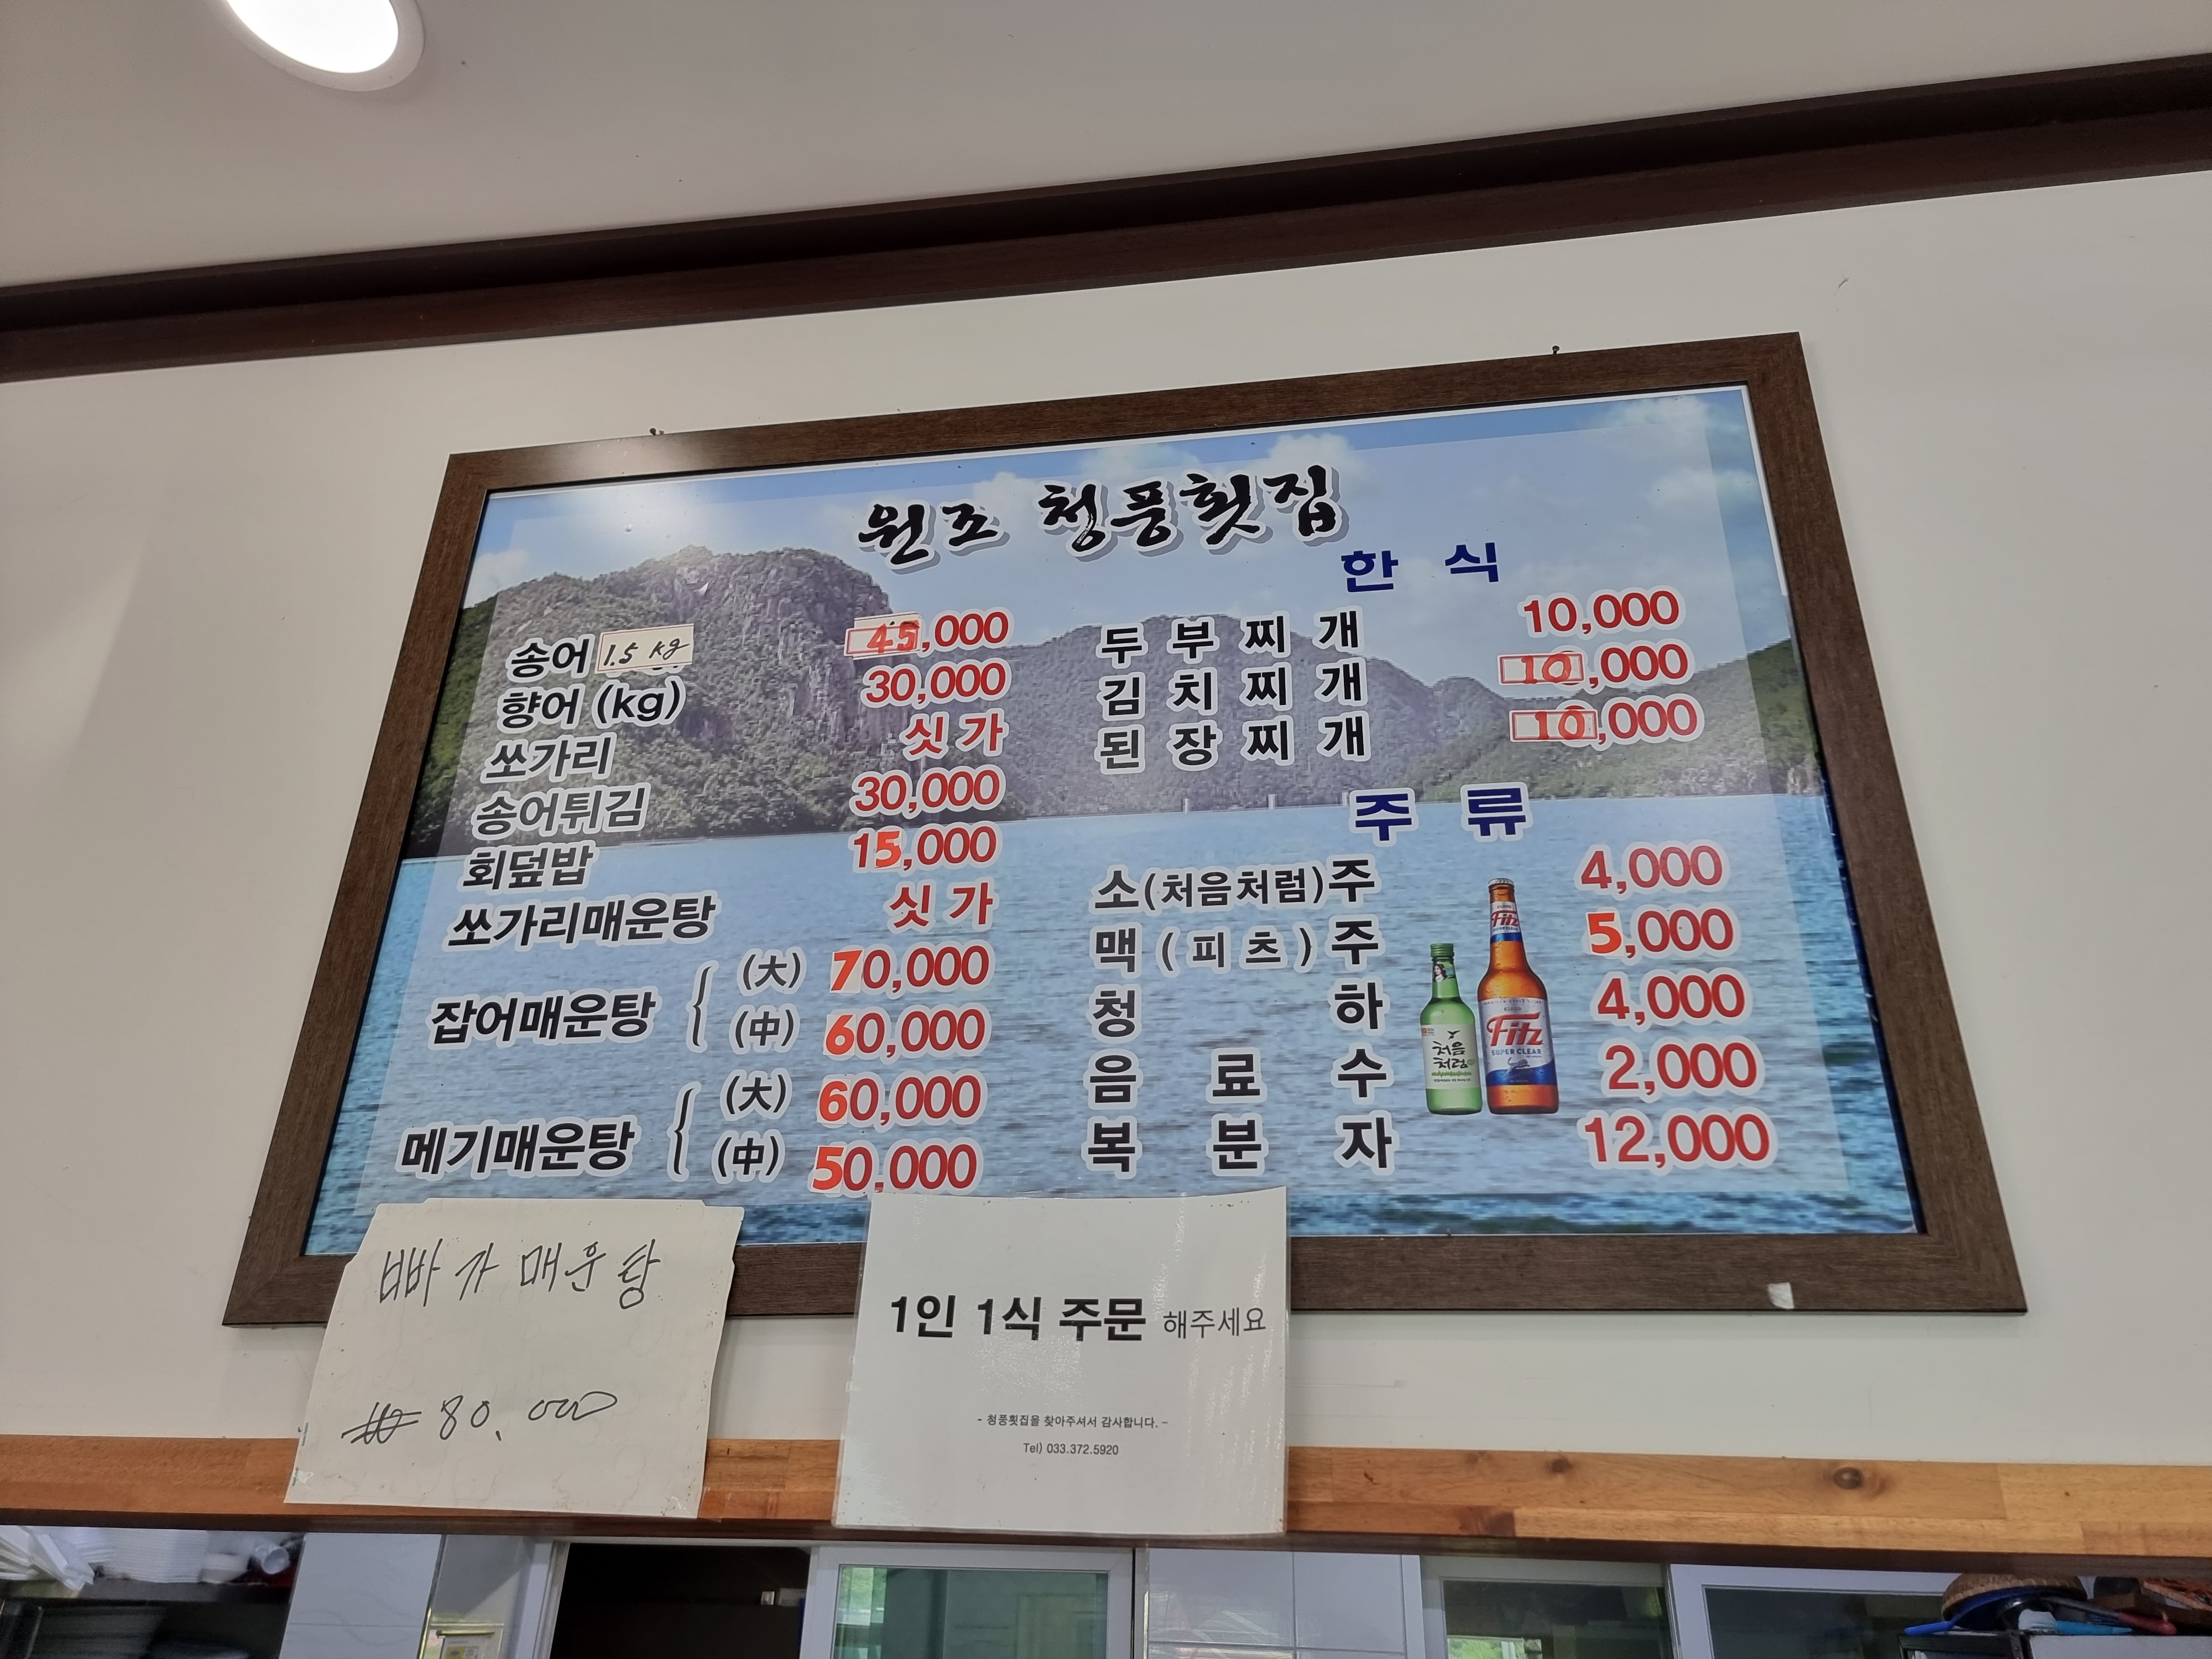 원조 청풍횟집
송어 1.5 kg 45,000
향어 (kg) 30,000
쏘가리 싯가
송어튀김 30,000
회덮밥 15,000
쏘가리매운탕 싯가
잡어매운탕 (大) 70,000
(中) 60,000
메기매운탕 (大) 60,000
(中) 50,000
한 식
두 부 찌 개 10,000
김 치 찌 개 10,000
된 장 찌 개 10,000
주 류
소(처음처럼)주 4,000
맥(피츠)주 5,000
청 하 4,000
음 료 수 2,000
복 분 자 12,000
처음
처럼
Fitz
Fitz
SUPER CLEAR
빠가매운탕
₩ 80,000
1인 1식 주문 해주세요
- 청풍횟집을 찾아주셔서 감사합니다. -
Tel) 033.372.5920